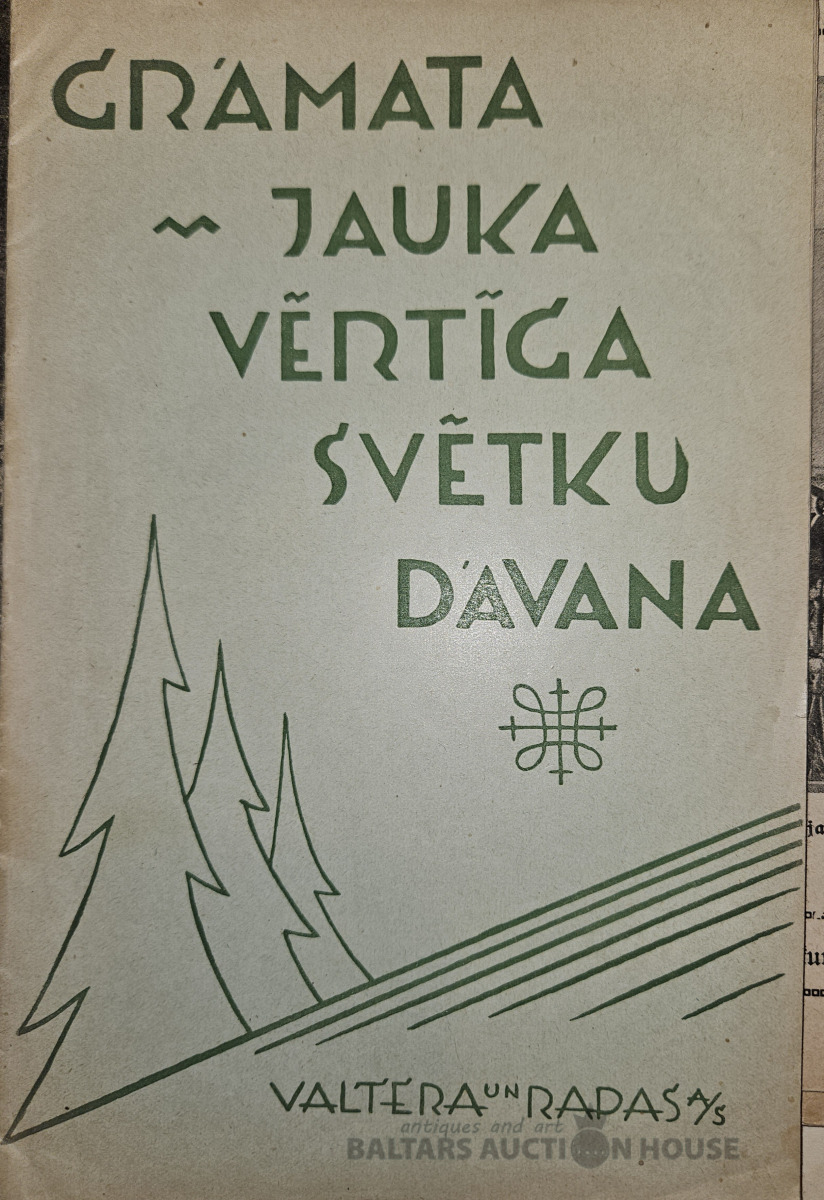 GRĀMATA
~ JAUKA
VĒRTĪGA
SVĒTKU
DĀVANA
VALTERA UN RAPAS A/S
antiques and art
BALTARS AUCTION HOUSE